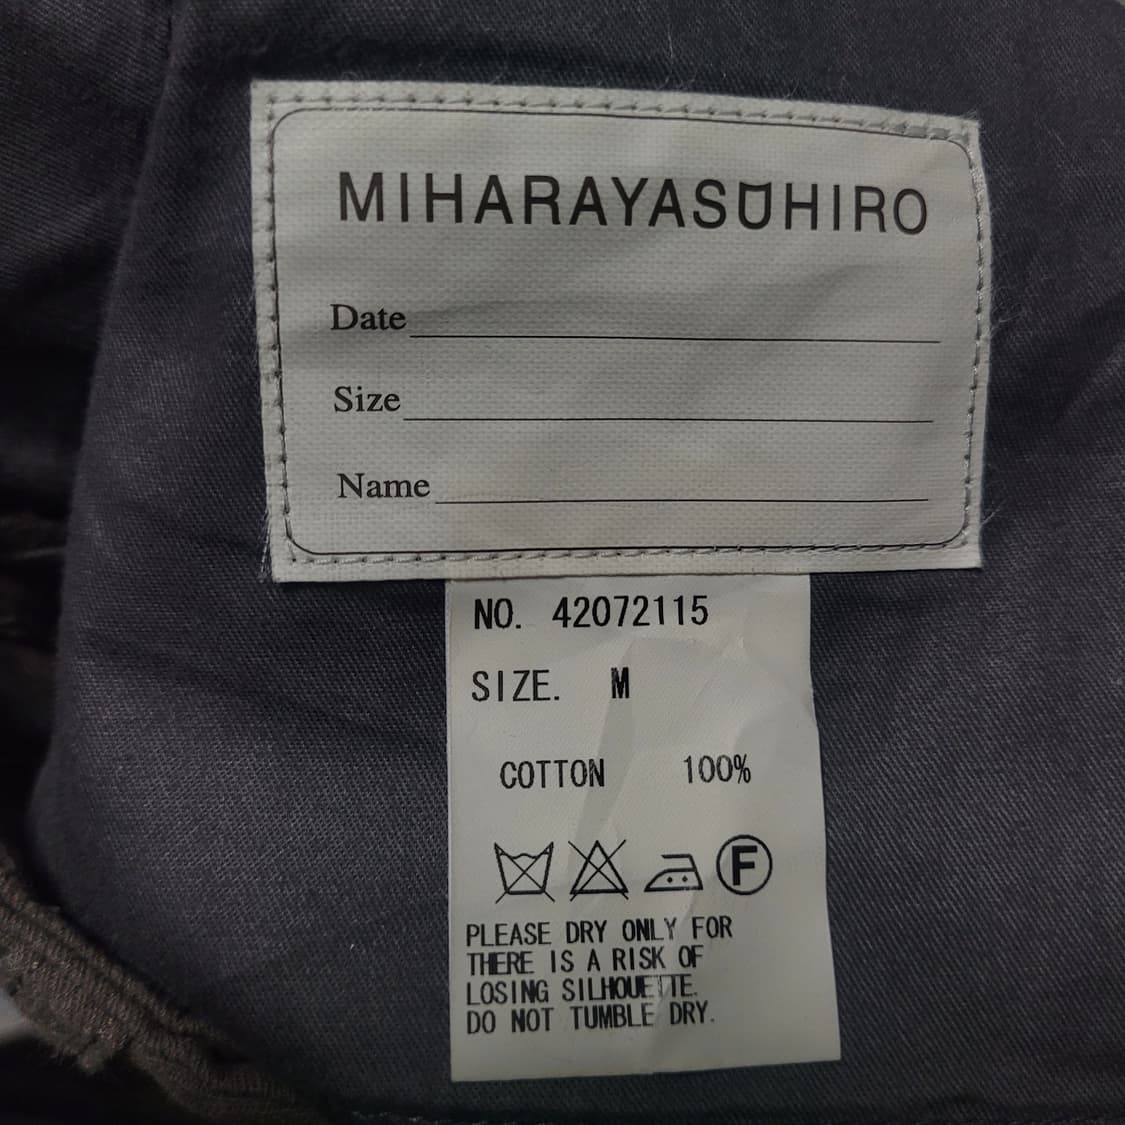 MIHARAYASUHIRO
Date
Size
Name
NO. 42072115
SIZE. M
COTTON 100%
F
PLEASE DRY ONLY FOR
THERE IS A RISK OF
LOSING SILHOUETTE.
DO NOT TUMBLE DRY.